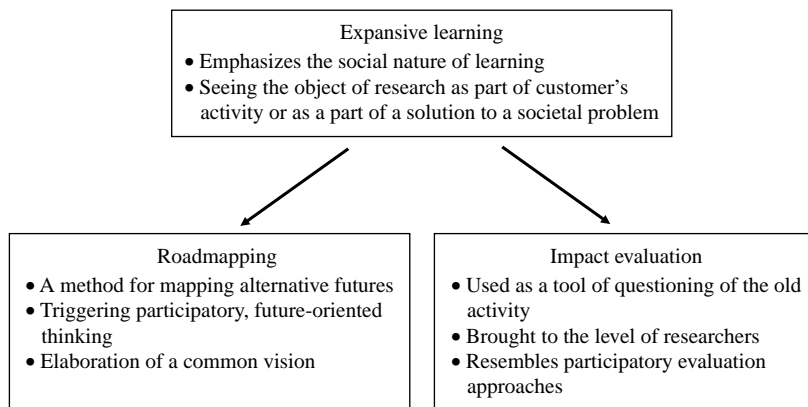 Expansive learning
• Emphasizes the social nature of learning
• Seeing the object of research as part of customer's
activity or as a part of a solution to a societal problem
Roadmapping
• A method for mapping alternative futures
• Triggering participatory, future-oriented
thinking
• Elaboration of a common vision
Impact evaluation
• Used as a tool of questioning of the old
activity
• Brought to the level of researchers
• Resembles participatory evaluation
approaches